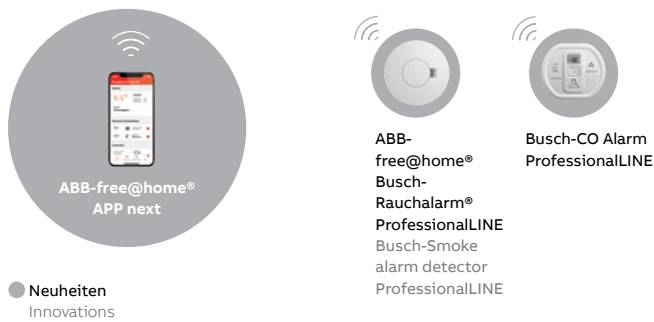 ABB-free@home®
APP next
ABB-
free@home®
Busch-
Rauchalarm®
ProfessionalLINE
Busch-Smoke
alarm detector
ProfessionalLINE
Busch-CO Alarm
ProfessionalLINE
Neuheiten
Innovations